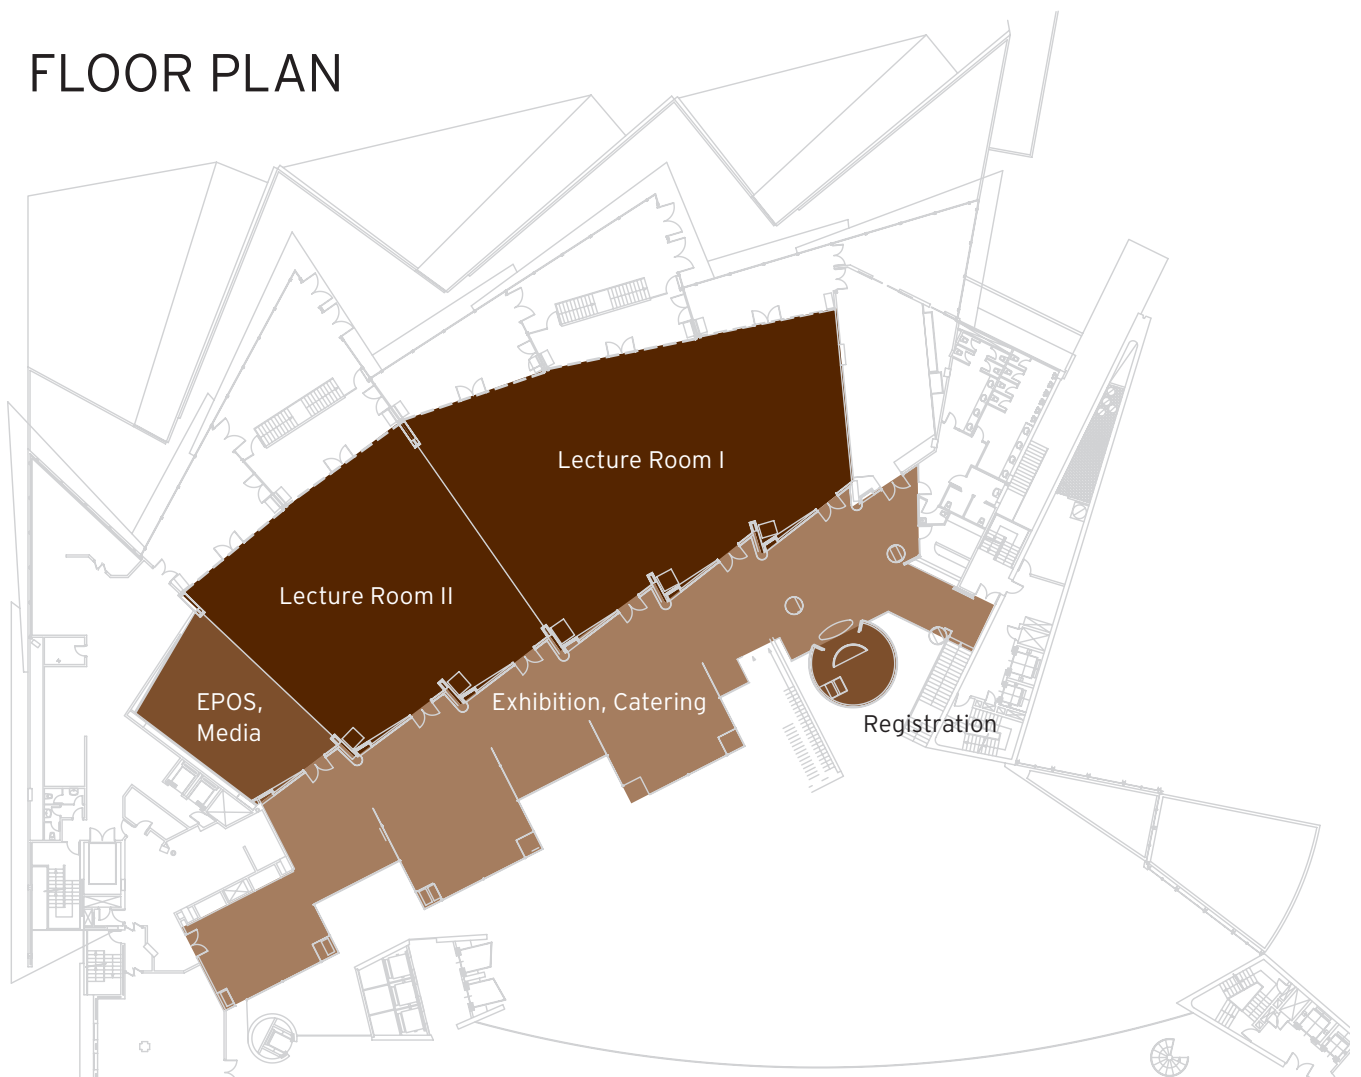 FLOOR PLAN
Lecture Room I
Lecture Room II
EPOS,
Media
Exhibition, Catering
Registration